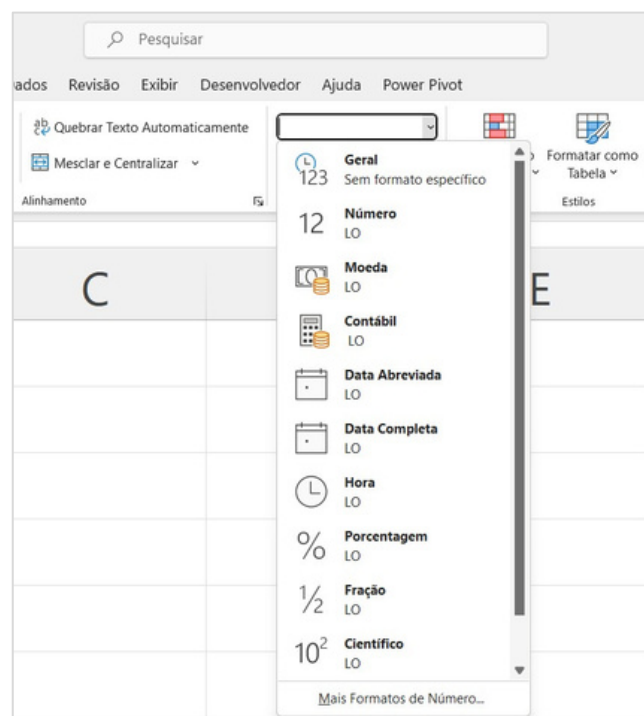 Pesquisar
ados Revisão Exibir Desenvolvedor Ajuda Power Pivot
ab Quebrar Texto Automaticamente
Mesclar e Centralizar
Alinhamento
Formatar como
Tabela
Estilos
C
E
123 Geral
Sem formato específico
12 Número
LO
Moeda
LO
Contábil
LO
Data Abreviada
LO
Data Completa
LO
Hora
LO
% Porcentagem
LO
1/2 Fração
LO
10² Científico
LO
Mais Formatos de Número...